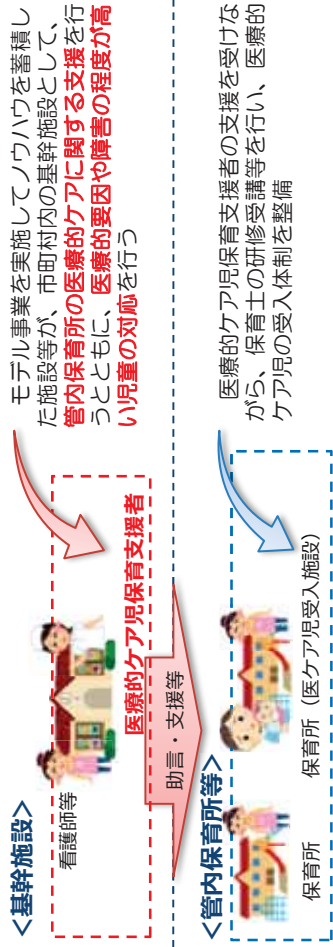 <基幹施設>
看護師等
医療的ケア児保育支援者
モデル事業を実施してノウハウを蓄積し
た施設等が、市町村内の基幹施設として、
管内保育所の医療的ケアに関する支援を行
うとともに、医療的要因や障害の程度が高
い児童の対応を行う
助言・支援等
<管内保育所等>
保育所
保育所（医ケア児受入施設）
医療的ケア児保育支援者の支援を受けな
がら、保育士の研修受講等を行い、医療的
ケア児の受入体制を整備